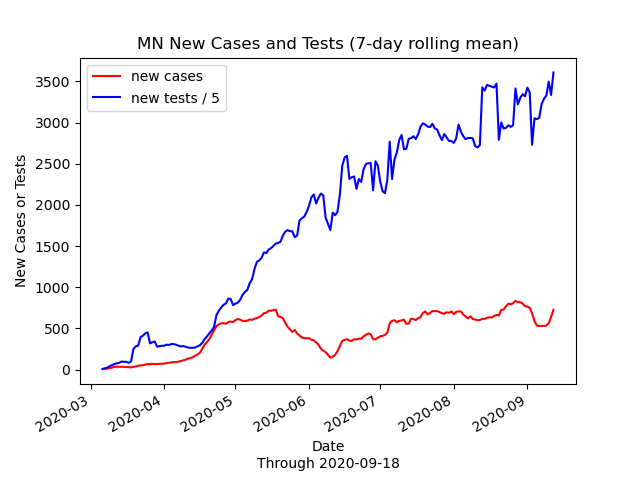 MN New Cases and Tests (7-day rolling mean)
new cases
new tests / 5
3500
3000
2500
2000
1500
1000
500
0
New Cases or Tests
2020-03
2020-04
2020-05
2020-06
2020-07
2020-08
2020-09
Date
Through 2020-09-18